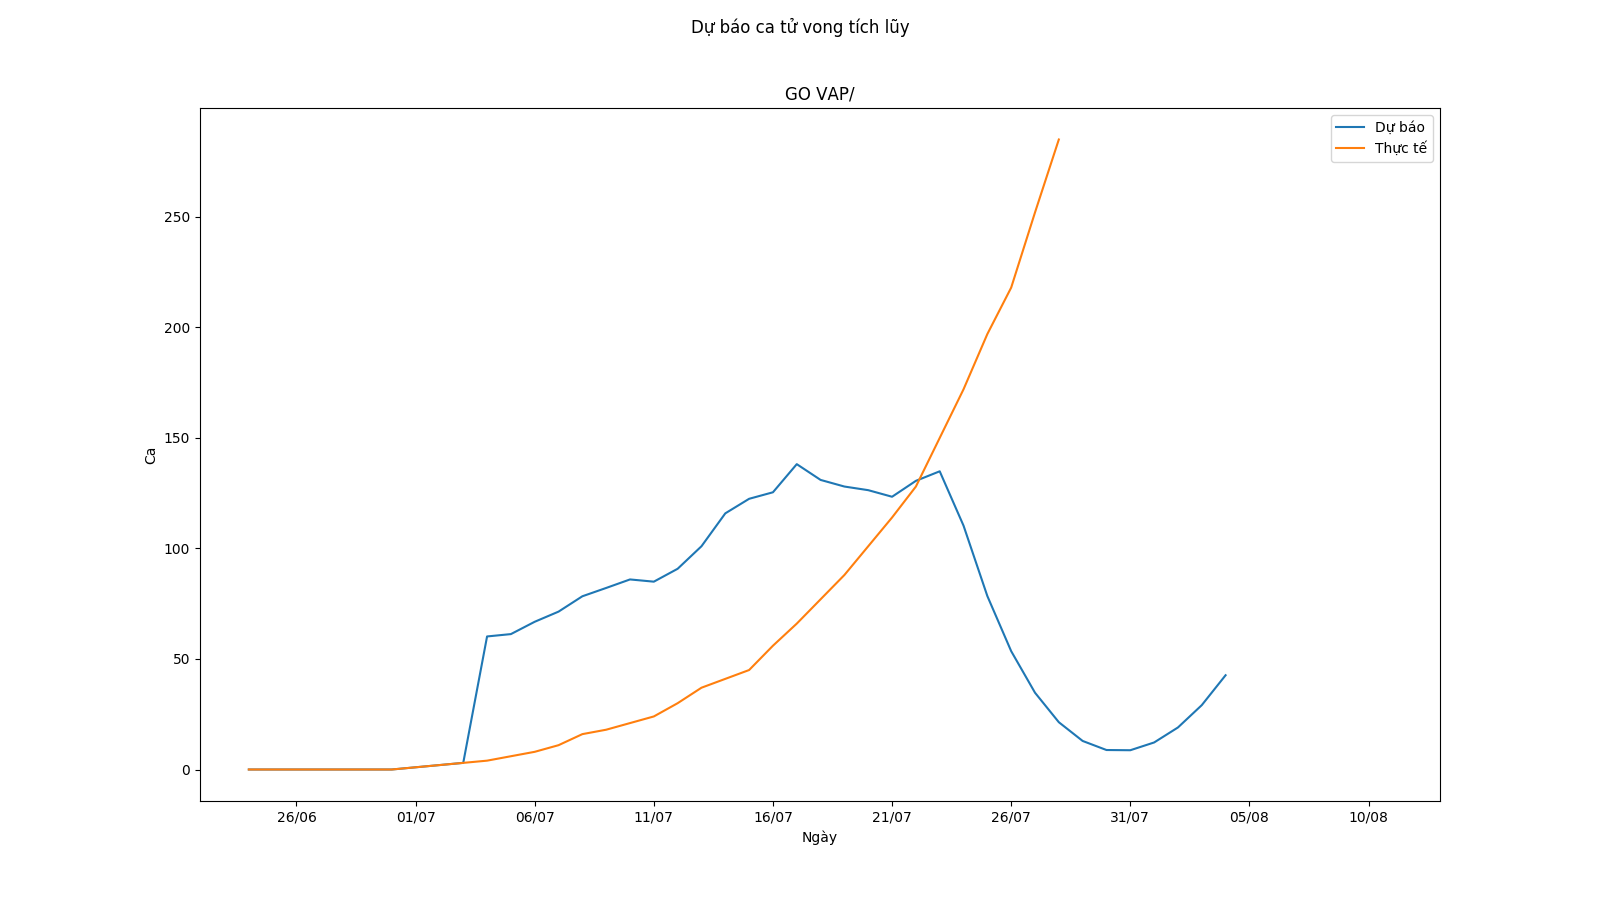 Dự báo ca tử vong tích lũy
GO VAP/
Dự báo
Thực tế
250
200
150
100
50
0
Ca
26/06 01/07 06/07 11/07 16/07 21/07 26/07 31/07 05/08 10/08
Ngày